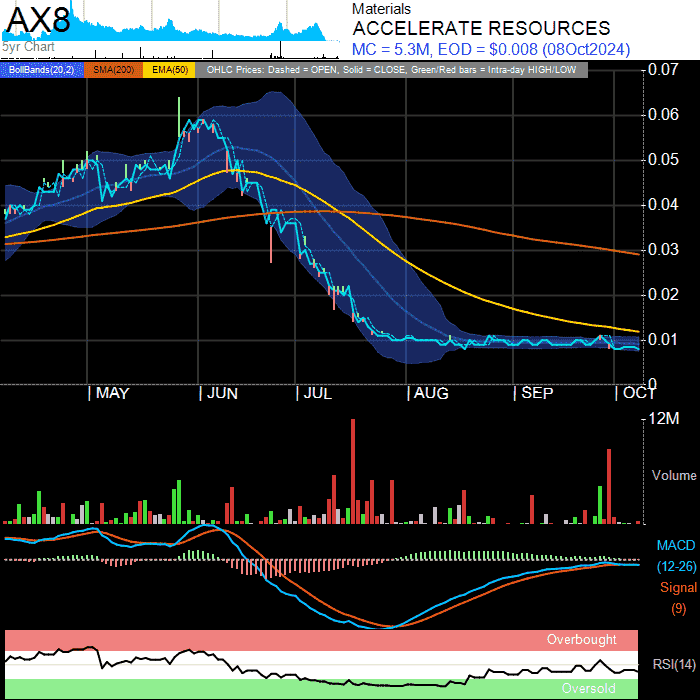 AX8
5yr Chart
Materials
ACCELERATE RESOURCES
MC = 5.3M, EOD = $0.008 (08Oct2024)
BollBands(20,2) SMA(200) EMA(50) OHLC Prices: Dashed = OPEN, Solid = CLOSE, Green/Red bars = Intra-day HIGH/LOW
0.07
0.06
0.05
0.04
0.03
0.02
0.01
0
| MAY | JUN | JUL | AUG | SEP | OCT
12M
Volume
MACD
(12-26)
Signal
(9)
Overbought
RSI(14)
Oversold